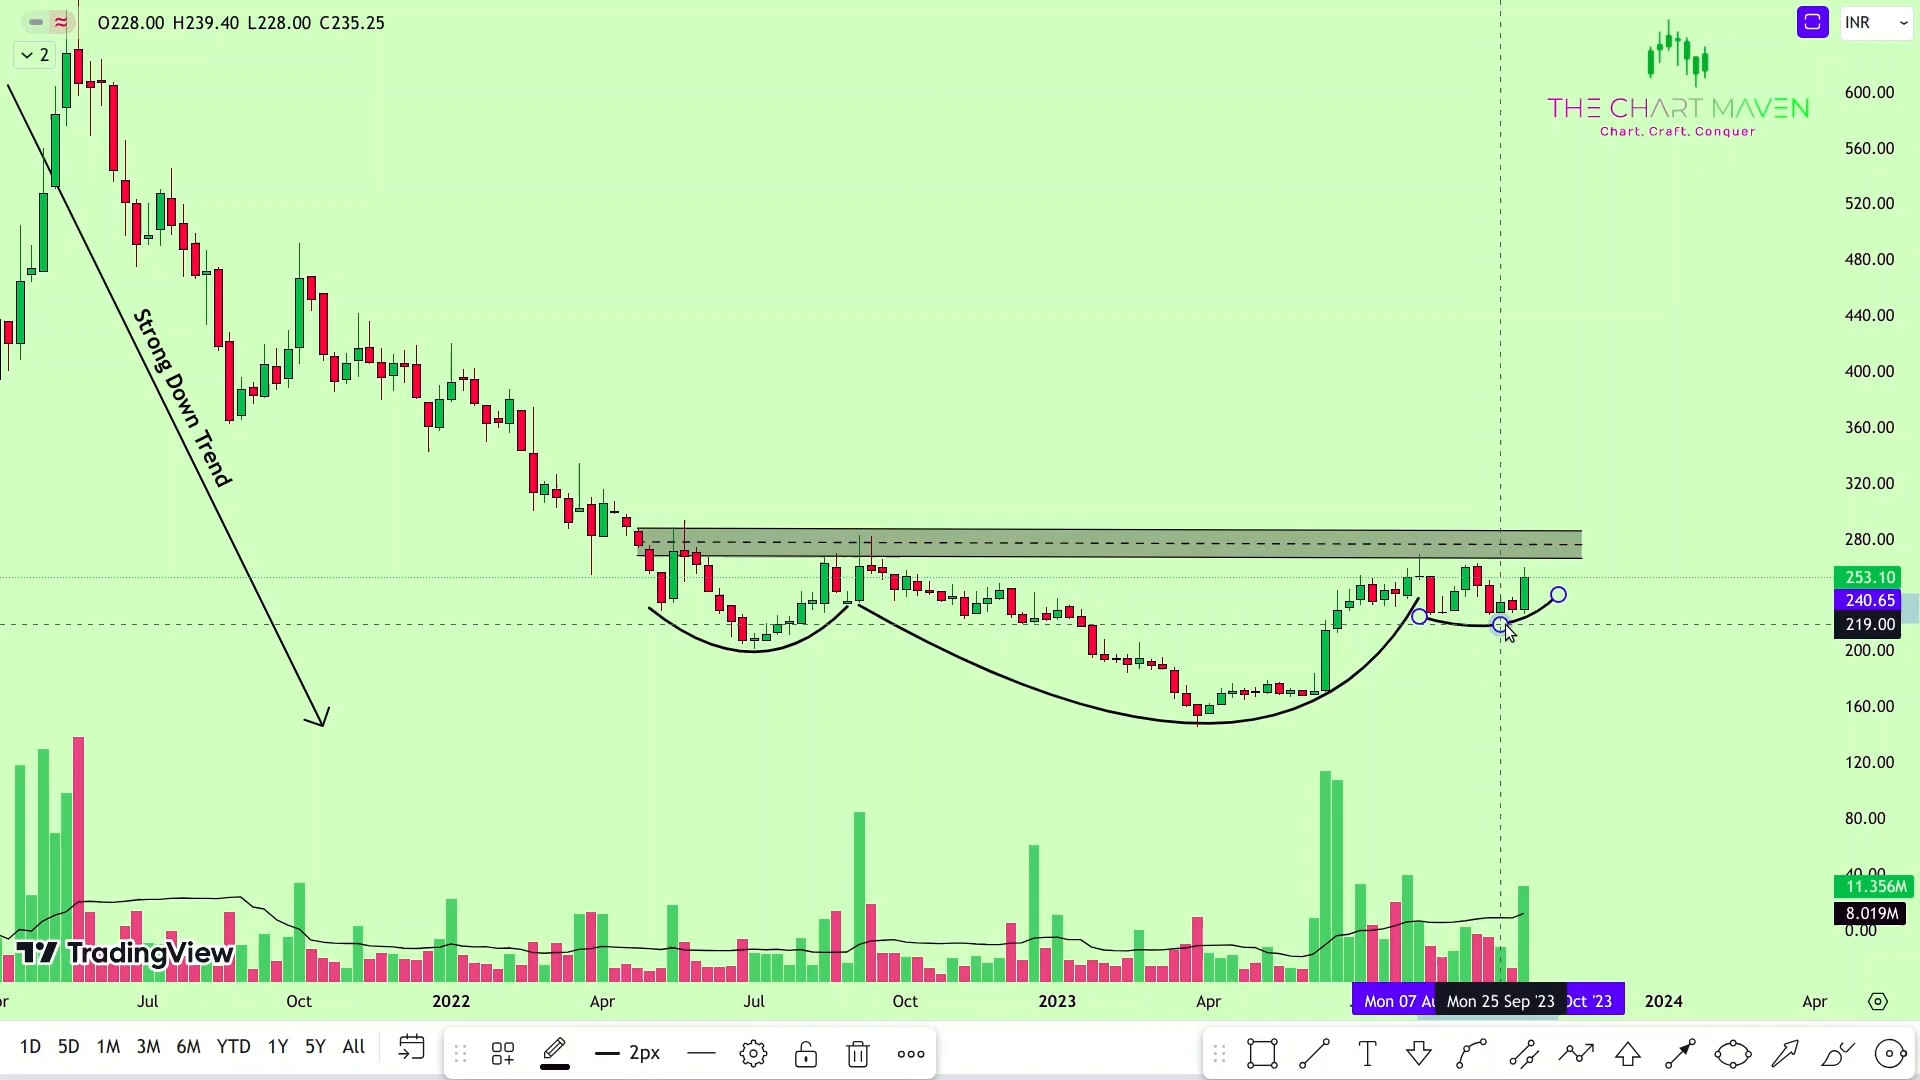 O228.00 H239.40 L228.00 C235.25
2
INR
THE CHART MAVEN
Chart. Craft. Conquer
Strong Down Trend
600.00
560.00
520.00
480.00
440.00
400.00
360.00
320.00
280.00
253.10
240.65
219.00
200.00
160.00
120.00
80.00
40.00
11.356M
8.019M
0.00
TradingView
Jul Oct 2022 Apr Jul Oct 2023 Apr Mon 07 Mon 25 Sep '23 Oct '23 2024 Apr
1D 5D 1M 3M 6M YTD 1Y 5Y All 2px